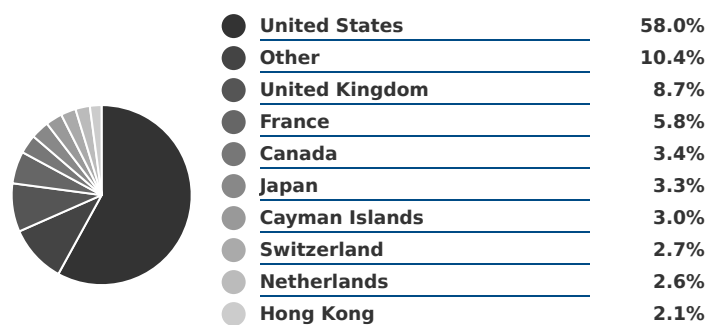 United States 58.0%
Other 10.4%
United Kingdom 8.7%
France 5.8%
Canada 3.4%
Japan 3.3%
Cayman Islands 3.0%
Switzerland 2.7%
Netherlands 2.6%
Hong Kong 2.1%